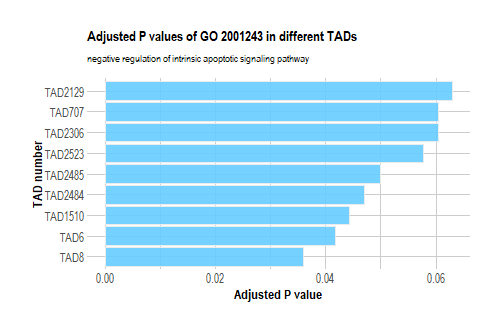 Adjusted P values of GO 2001243 in different TADs
negative regulation of intrinsic apoptotic signaling pathway
TAD number
TAD2129
TAD707
TAD2306
TAD2523
TAD2485
TAD2484
TAD1510
TAD6
TAD8
0.00 0.02 0.04 0.06
Adjusted P value